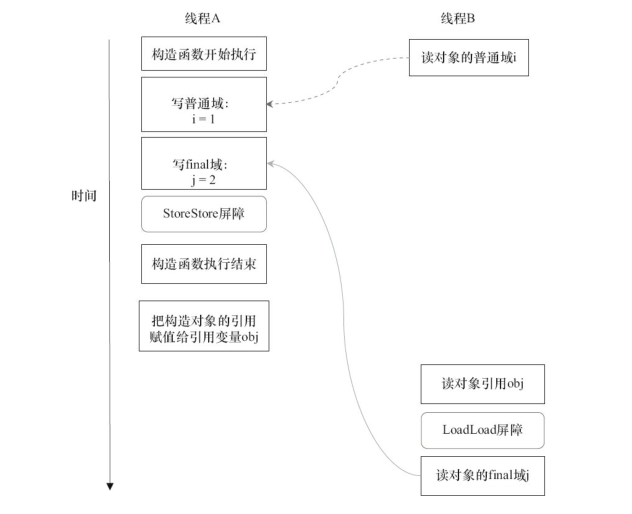 线程A
线程B
构造函数开始执行
读对象的普通域i
写普通域：
i = 1
写final域：
j = 2
时间
StoreStore屏障
构造函数执行结束
把构造对象的引用
赋值给引用变量obj
读对象引用obj
LoadLoad屏障
读对象的final域j